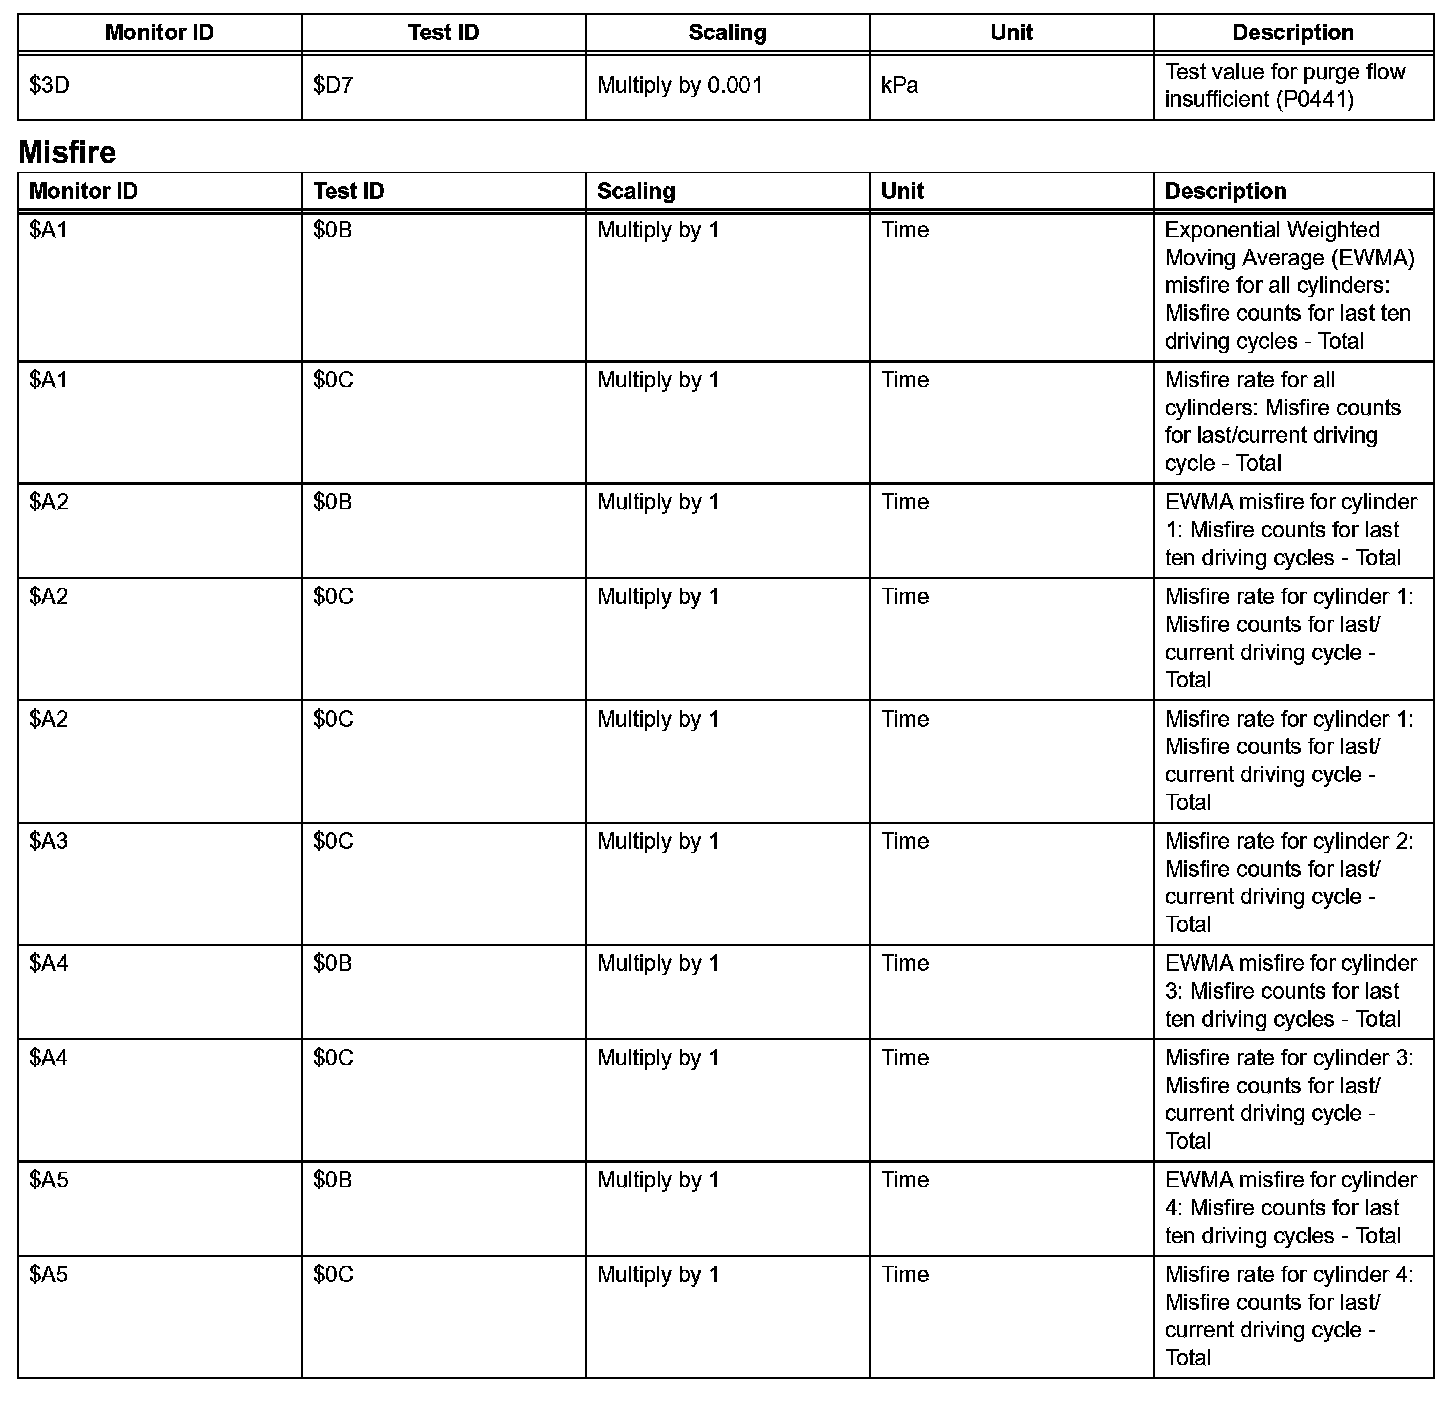 Monitor ID Test ID Scaling Unit Description
$3D $D7 Multiply by 0.001 kPa Test value for purge flow
insufficient (P0441)
Misfire
Monitor ID Test ID Scaling Unit Description
$A1 $0B Multiply by 1 Time Exponential Weighted
Moving Average (EWMA)
misfire for all cylinders:
Misfire counts for last ten
driving cycles - Total
$A1 $0C Multiply by 1 Time Misfire rate for all
cylinders: Misfire counts
for last/current driving
cycle - Total
$A2 $0B Multiply by 1 Time EWMA misfire for cylinder
1: Misfire counts for last
ten driving cycles - Total
$A2 $0C Multiply by 1 Time Misfire rate for cylinder 1:
Misfire counts for last/
current driving cycle -
Total
$A2 $0C Multiply by 1 Time Misfire rate for cylinder 1:
Misfire counts for last/
current driving cycle -
Total
$A3 $0C Multiply by 1 Time Misfire rate for cylinder 2:
Misfire counts for last/
current driving cycle -
Total
$A4 $0B Multiply by 1 Time EWMA misfire for cylinder
3: Misfire counts for last
ten driving cycles - Total
$A4 $0C Multiply by 1 Time Misfire rate for cylinder 3:
Misfire counts for last/
current driving cycle -
Total
$A5 $0B Multiply by 1 Time EWMA misfire for cylinder
4: Misfire counts for last
ten driving cycles - Total
$A5 $0C Multiply by 1 Time Misfire rate for cylinder 4:
Misfire counts for last/
current driving cycle -
Total